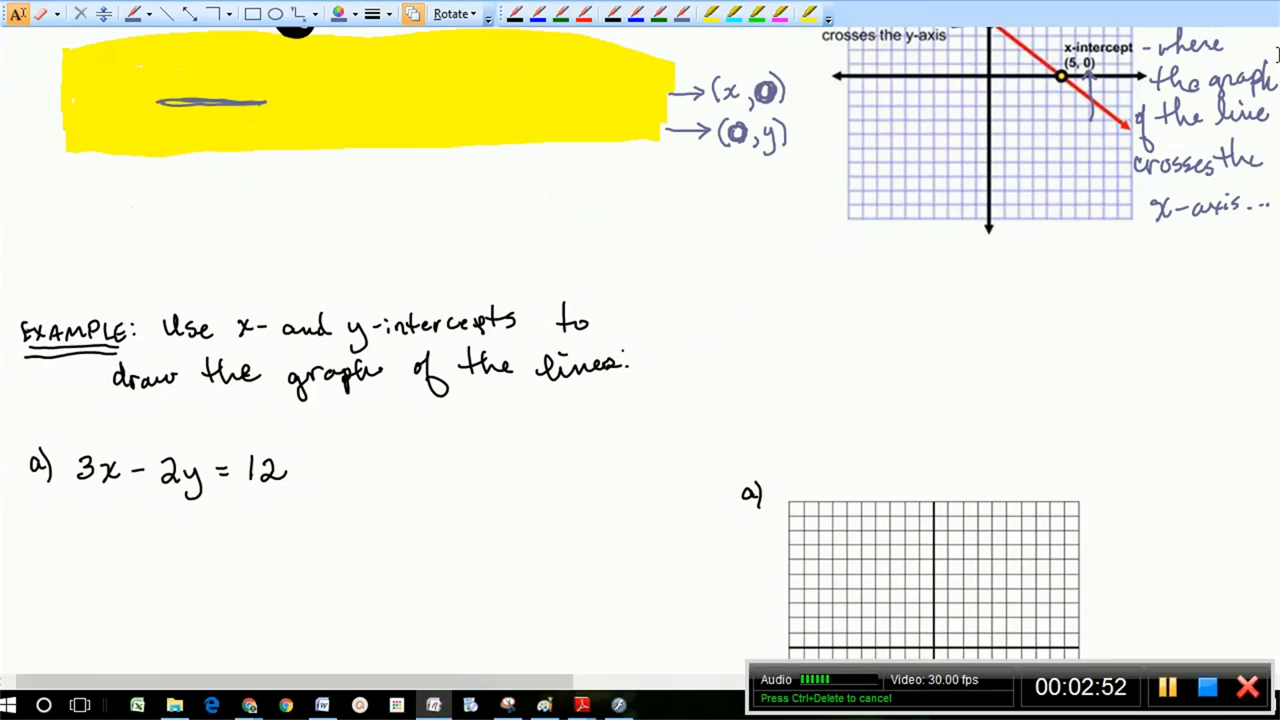 Rotate
crosses the y-axis
x-intercept
(5, 0)
- where
the graph
of the line
crosses the
x-axis...
→(x, 0)
→(0, y)
EXAMPLE: Use x- and y-intercepts to
draw the graph of the lines:
a) 3x - 2y = 12
a)
Audio
Video: 30.00 fps
Press Ctrl+Delete to cancel
00:02:52